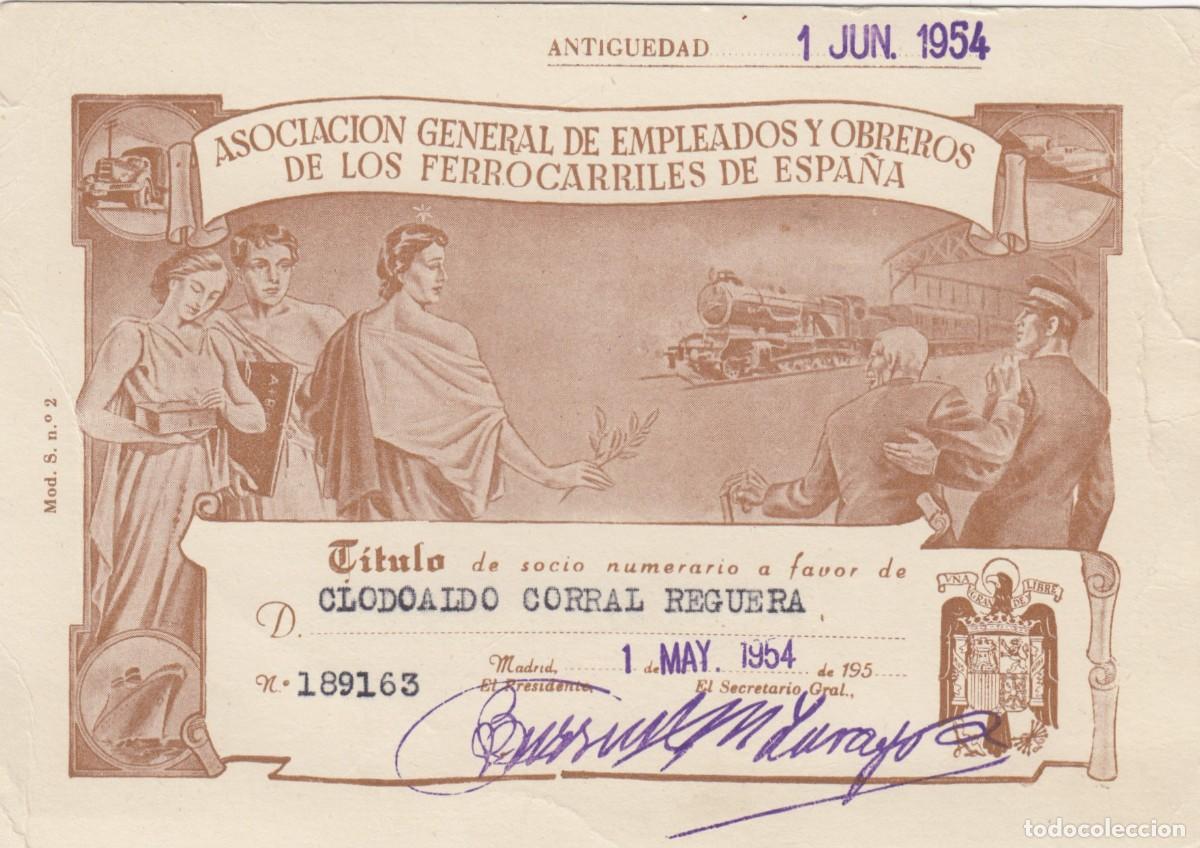 ANTIGUEDAD 1 JUN. 1954
ASOCIACION GENERAL DE EMPLEADOS Y OBREROS
DE LOS FERROCARRILES DE ESPAÑA
A+B
Mod. S. n.º 2
Título de socio numerario a favor de
D. CLODOALDO CORRAL REGUERA
N.º 189163
Madrid, 1 de MAY. 1954 de 195
El Presidente, El Secretario Gral.,
UNA GRANDE LIBRE
todocoleccion